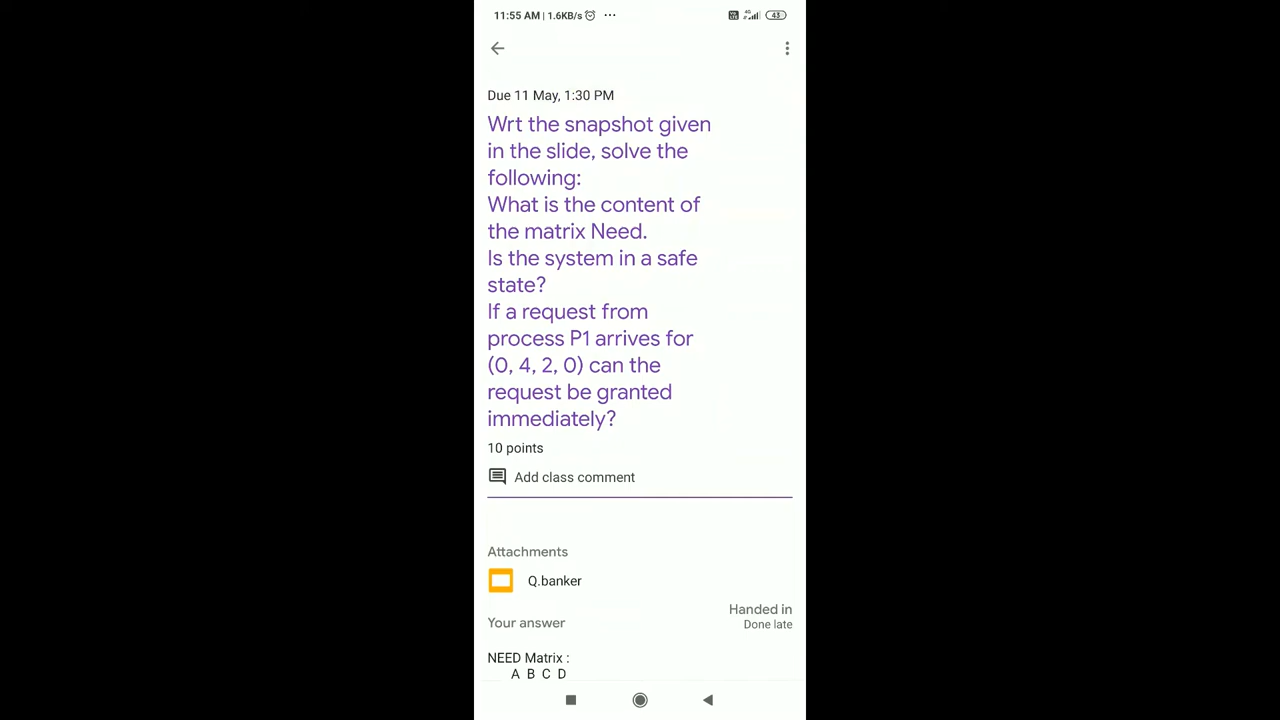 11:55 AM | 1.6KB/s ...
43
Due 11 May, 1:30 PM
Wrt the snapshot given
in the slide, solve the
following:
What is the content of
the matrix Need.
Is the system in a safe
state?
If a request from
process P1 arrives for
(0, 4, 2, 0) can the
request be granted
immediately?
10 points
Add class comment
Attachments
Q.banker
Handed in
Your answer
Done late
NEED Matrix :
A B C D